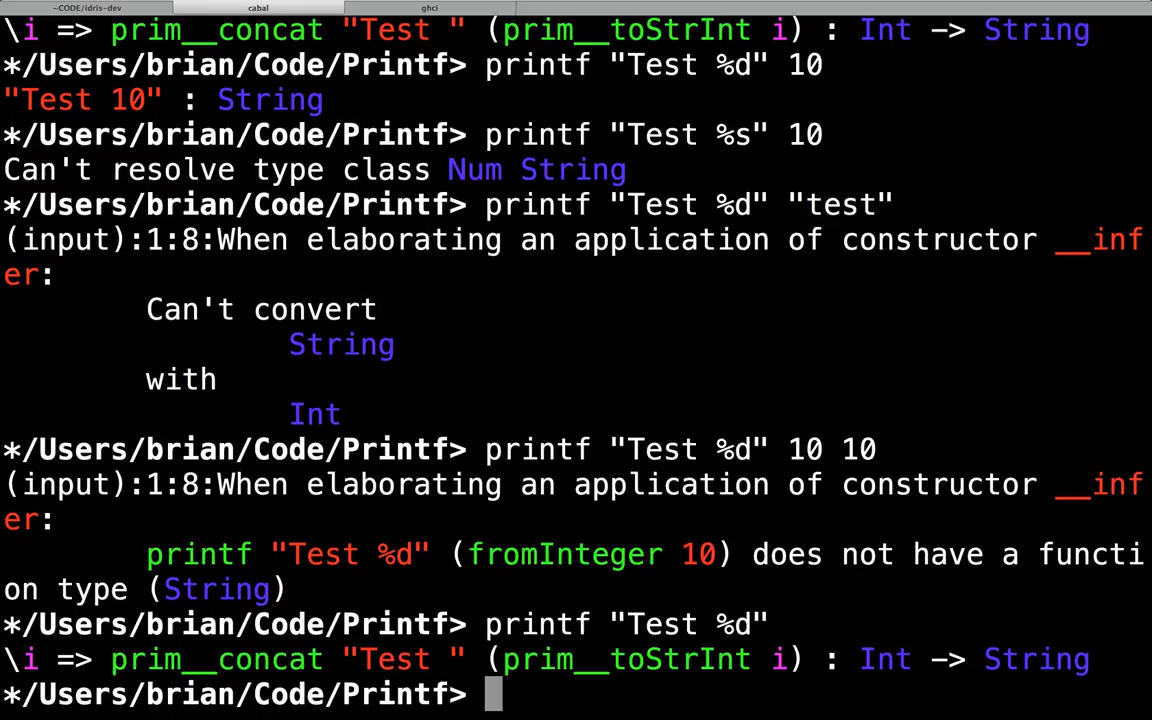 ~CODE/idris-dev cabal ghci
\i => prim__concat "Test " (prim__toStrInt i) : Int -> String
*/Users/brian/Code/Printf> printf "Test %d" 10
"Test 10" : String
*/Users/brian/Code/Printf> printf "Test %s" 10
Can't resolve type class Num String
*/Users/brian/Code/Printf> printf "Test %d" "test"
(input):1:8:When elaborating an application of constructor __inf
er:
Can't convert
String
with
Int
*/Users/brian/Code/Printf> printf "Test %d" 10 10
(input):1:8:When elaborating an application of constructor __inf
er:
printf "Test %d" (fromInteger 10) does not have a functi
on type (String)
*/Users/brian/Code/Printf> printf "Test %d"
\i => prim__concat "Test " (prim__toStrInt i) : Int -> String
*/Users/brian/Code/Printf>